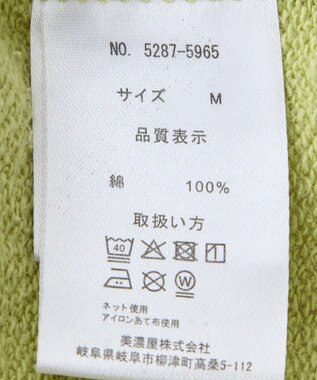 NO. 5287-5965
サイズ M
品質表示
綿 100%
取扱い方
40
W
ネット使用
アイロンあて布使用
美濃屋株式会社
岐阜県岐阜市柳津町高桑5-112